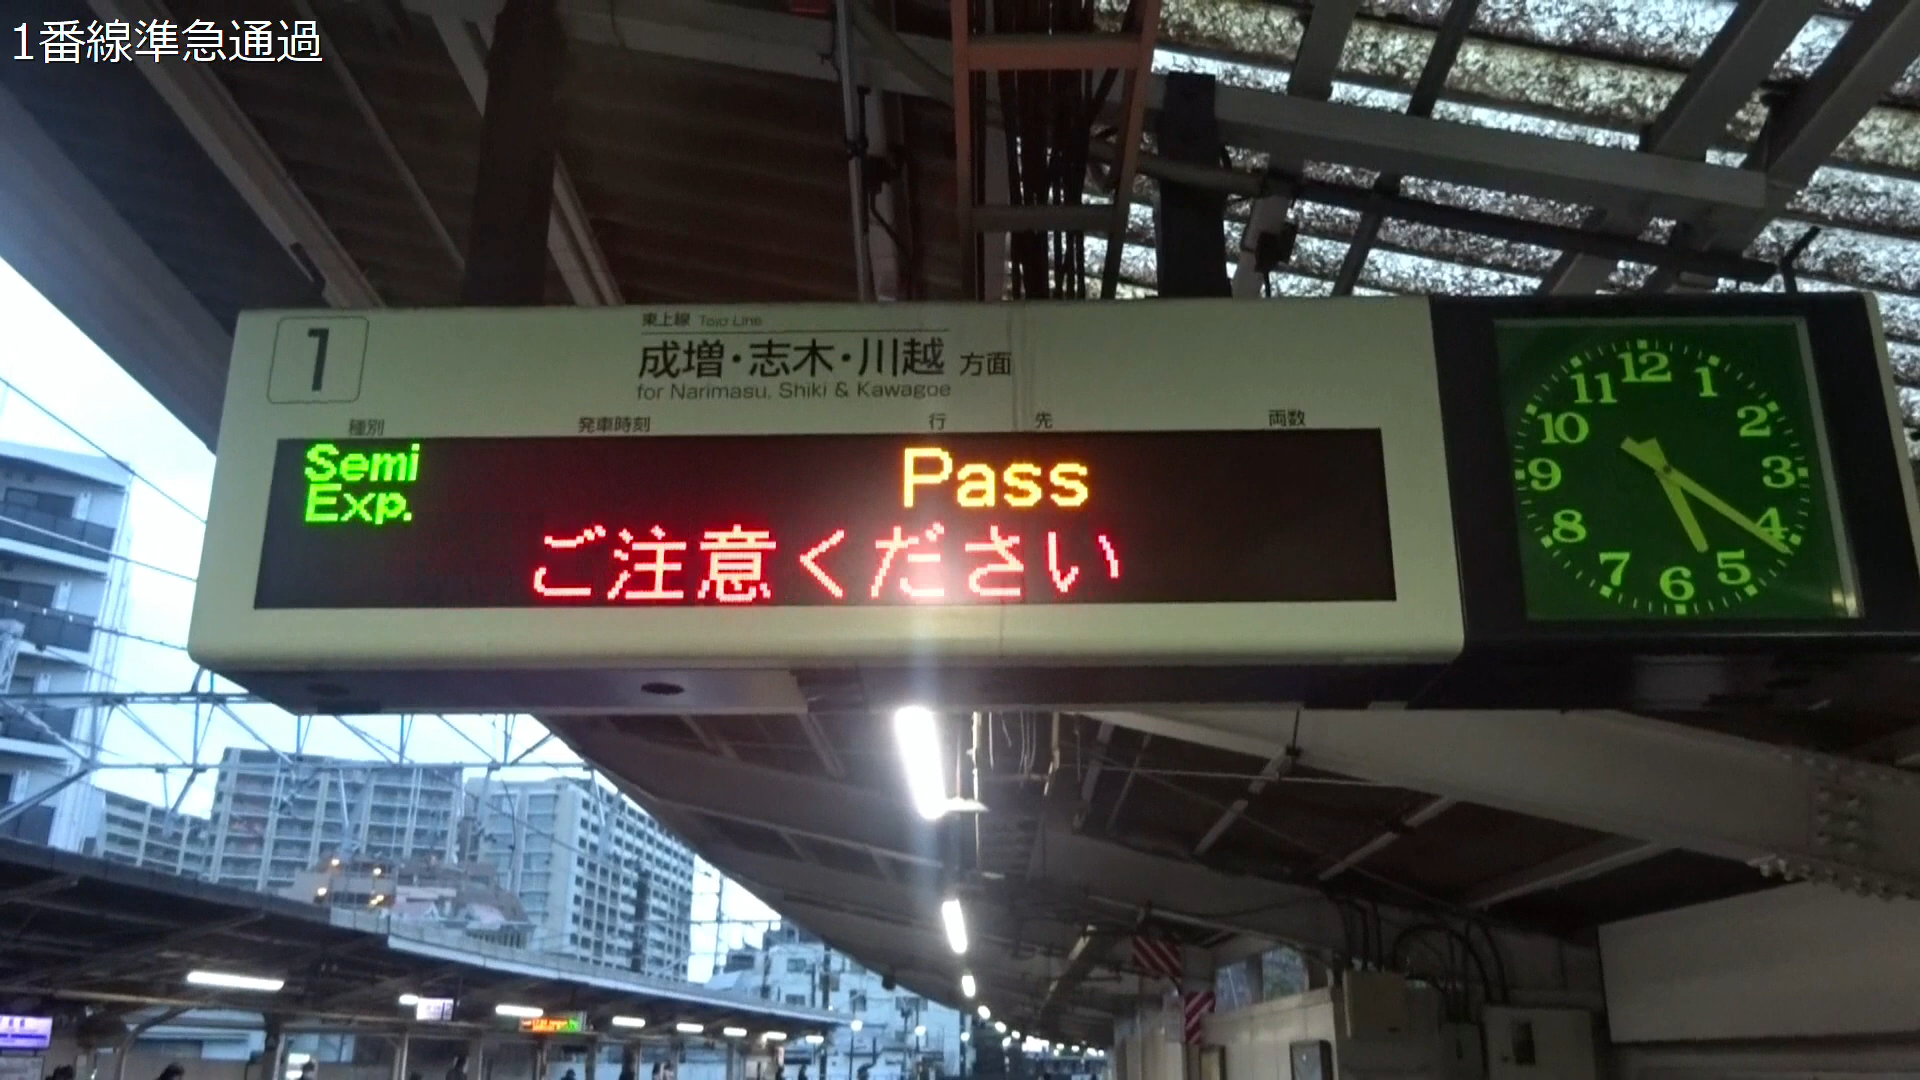 1番線準急通過
1
東上線 Tojo Line
成増・志木・川越 方面
for Narimasu, Shiki & Kawagoe
種別 発車時刻 行先 両数
Semi Exp. Pass
ご注意ください
12
1
2
3
4
5
6
7
8
9
10
11